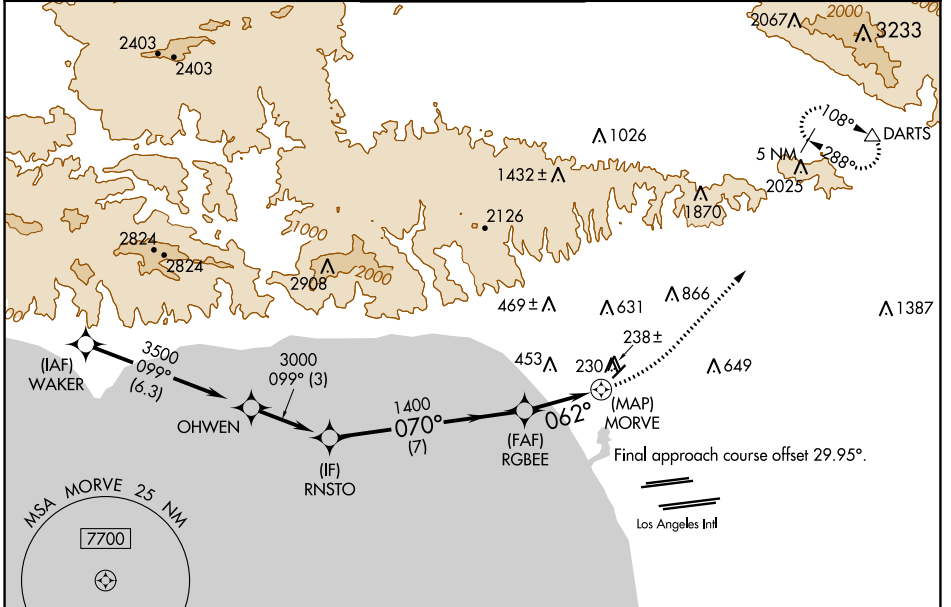 2000
2067
3233
2403
2403
108°
DARTS
1026
5 NM
288°
1432 ±
2025
1870
2126
1000
2824
2824
2908
2000
469 ±
631
866
1387
238 ±
3500
099°
(6.3)
(IAF)
WAKER
3000
099° (3)
453
230
649
1400
070°
(7)
062°
(MAP)
MORVE
OHWEN
(FAF)
RGBEE
(IF)
RNSTO
Final approach course offset 29.95°.
MSA MORVE 25 NM
7700
Los Angeles Intl